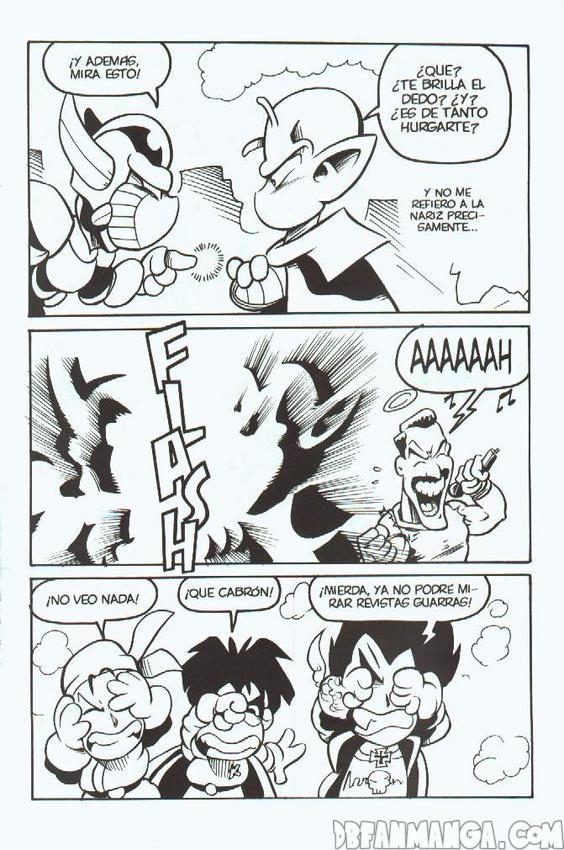 ¡Y ADEMÁS,
MIRA ESTO!
¿QUE?
¿TE BRILLA EL
DEDO? ¿Y?
¿ES DE TANTO
HURGARTE?
Y NO ME
REFIERO A LA
NARIZ PRECI-
SAMENTE...
FLASH
AAAAAAH
¡NO VEO NADA!
¡QUE CABRÓN!
¡MIERDA, YA NO PODRE MI-
RAR REVISTAS GUARRAS!
K
DBFANMANGA.COM